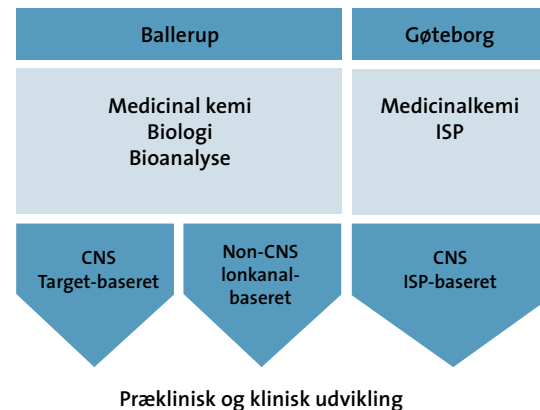 Ballerup
Gøteborg
Medicinal kemi
Biologi
Bioanalyse
Medicinalkemi
ISP
CNS
Target-baseret
Non-CNS
Ionkanal-
baseret
CNS
ISP-baseret
Præklinisk og klinisk udvikling